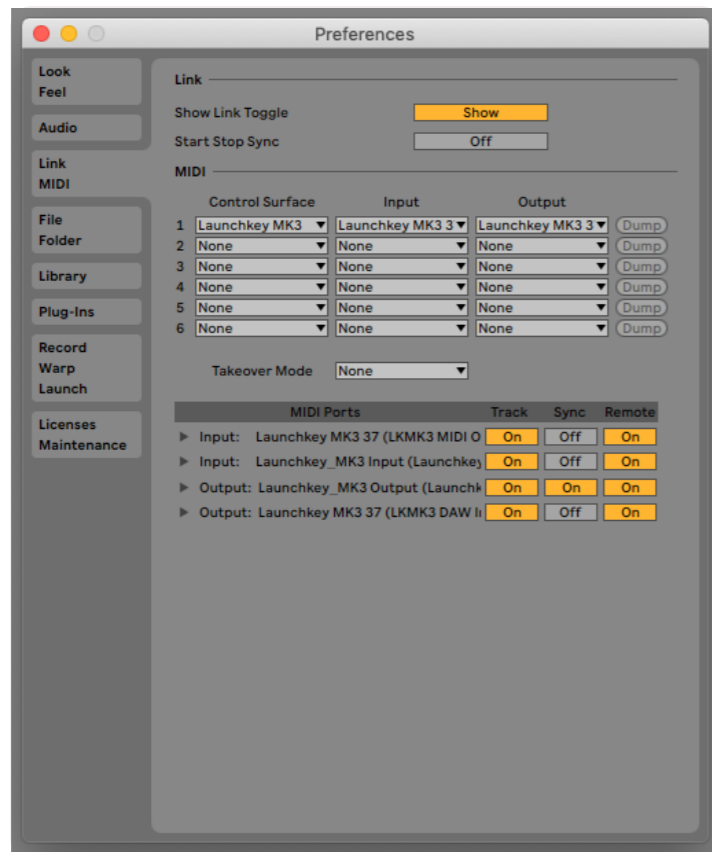 Preferences
Look
Feel
Audio
Link
MIDI
File
Folder
Library
Plug-Ins
Record
Warp
Launch
Licenses
Maintenance
Link
Show Link Toggle Show
Start Stop Sync Off
MIDI
Control Surface Input Output
1 Launchkey MK3 Launchkey MK3 3 Launchkey MK3 3 Dump
2 None None None Dump
3 None None None Dump
4 None None None Dump
5 None None None Dump
6 None None None Dump
Takeover Mode None
MIDI Ports Track Sync Remote
Input: Launchkey MK3 37 (LKMK3 MIDI O On Off On
Input: Launchkey_MK3 Input (Launchkey On Off On
Output: Launchkey_MK3 Output (Launchk On On On
Output: Launchkey MK3 37 (LKMK3 DAW I On Off On